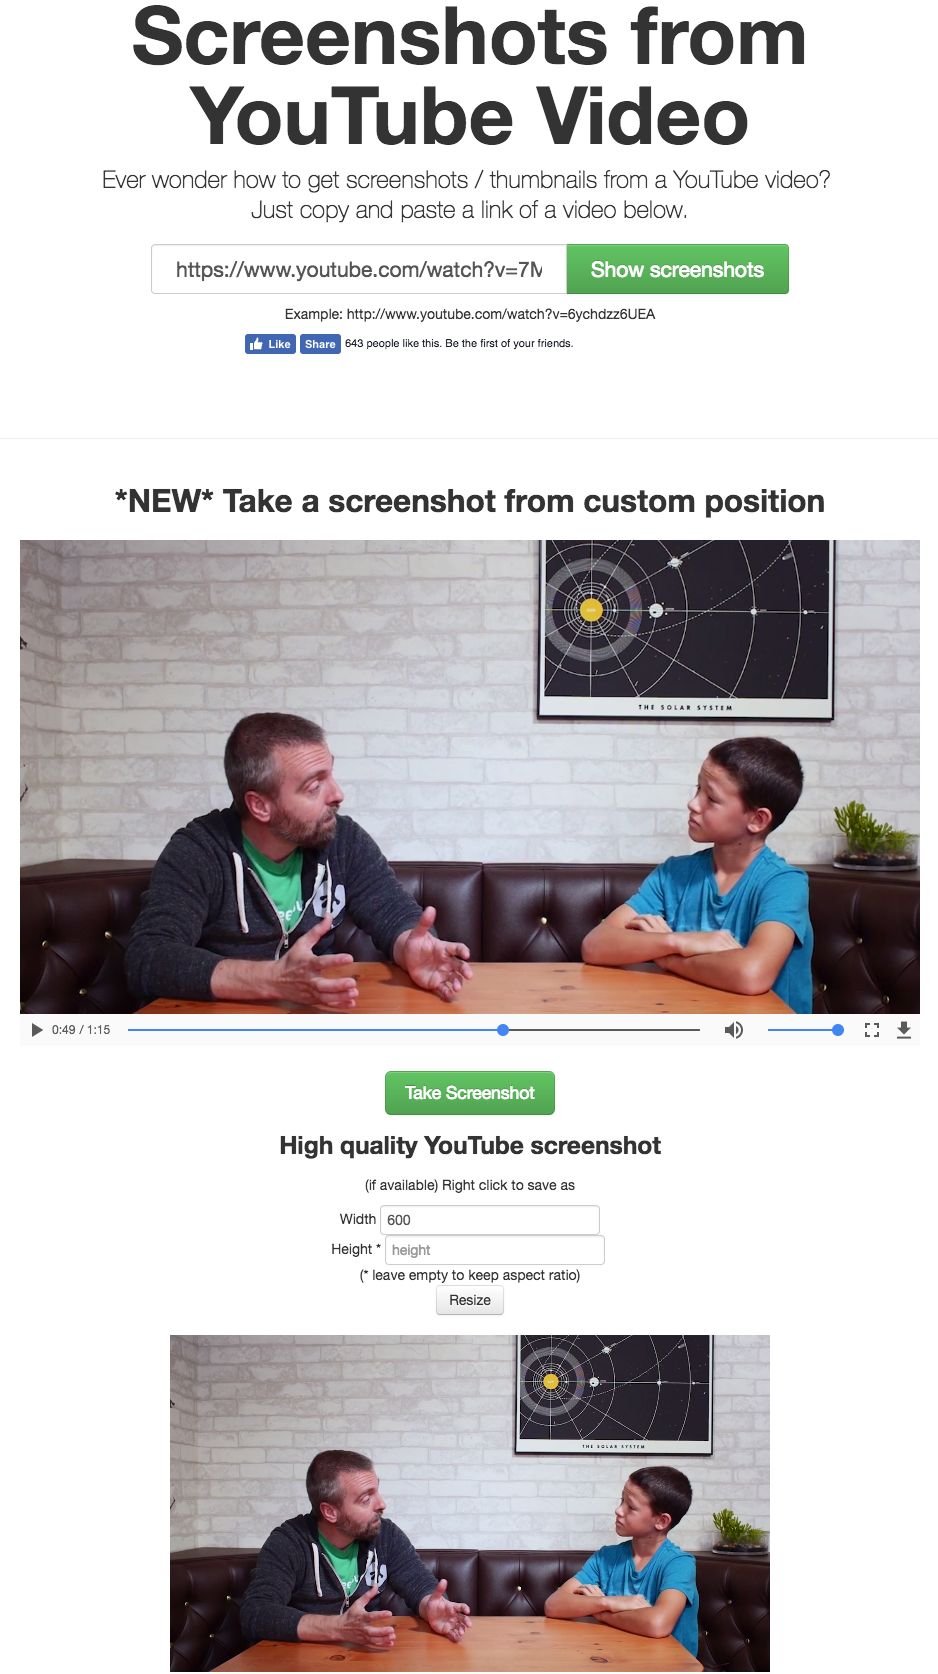 Screenshots from
YouTube Video
Ever wonder how to get screenshots / thumbnails from a YouTube video?
Just copy and paste a link of a video below.
https://www.youtube.com/watch?v=7M
Show screenshots
Example: http://www.youtube.com/watch?v=6ychdzz6UEA
Like Share 643 people like this. Be the first of your friends.
*NEW* Take a screenshot from custom position
THE SOLAR SYSTEM
0:49 / 1:15
Take Screenshot
High quality YouTube screenshot
(if available) Right click to save as
Width 600
Height * height
(* leave empty to keep aspect ratio)
Resize
THE SOLAR SYSTEM